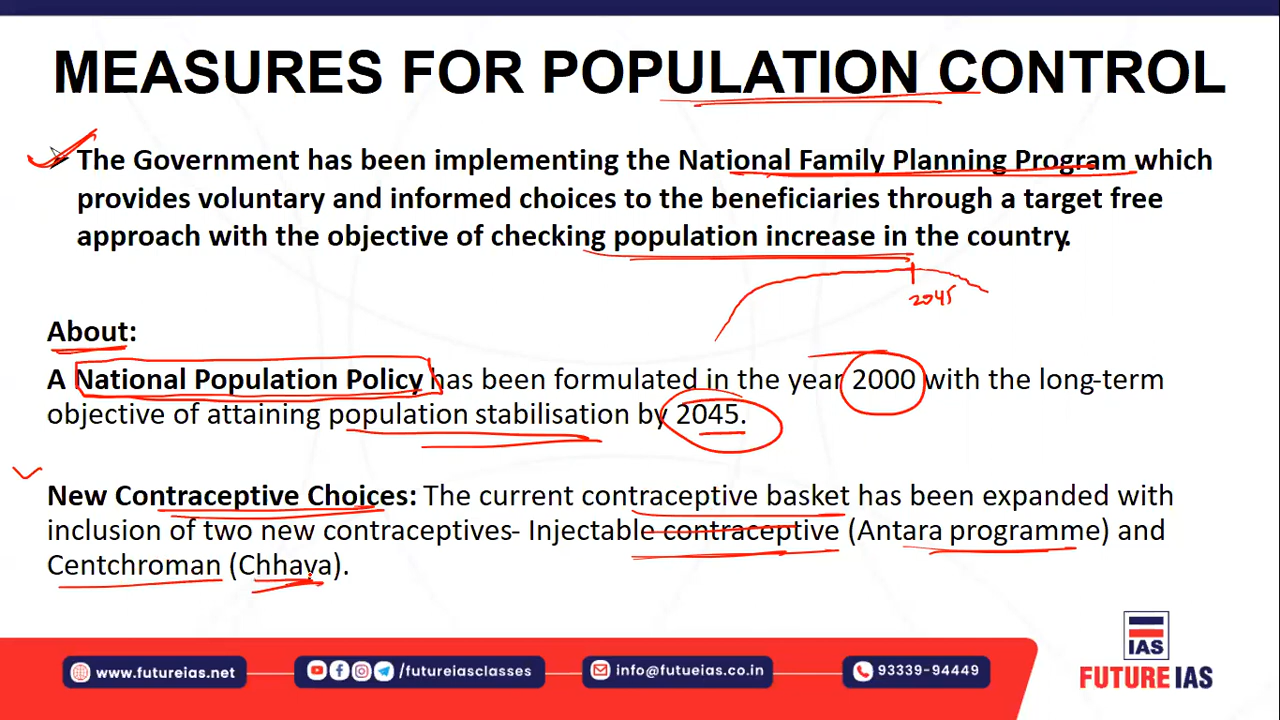 MEASURES FOR POPULATION CONTROL
The Government has been implementing the National Family Planning Program which
provides voluntary and informed choices to the beneficiaries through a target free
approach with the objective of checking population increase in the country.
2045
About:
A National Population Policy has been formulated in the year 2000 with the long-term
objective of attaining population stabilisation by 2045.
New Contraceptive Choices: The current contraceptive basket has been expanded with
inclusion of two new contraceptives- Injectable contraceptive (Antara programme) and
Centchroman (Chhaya).
www.futureias.net
/futureiasclasses
info@futueias.co.in
93339-94449
IAS
FUTURE IAS